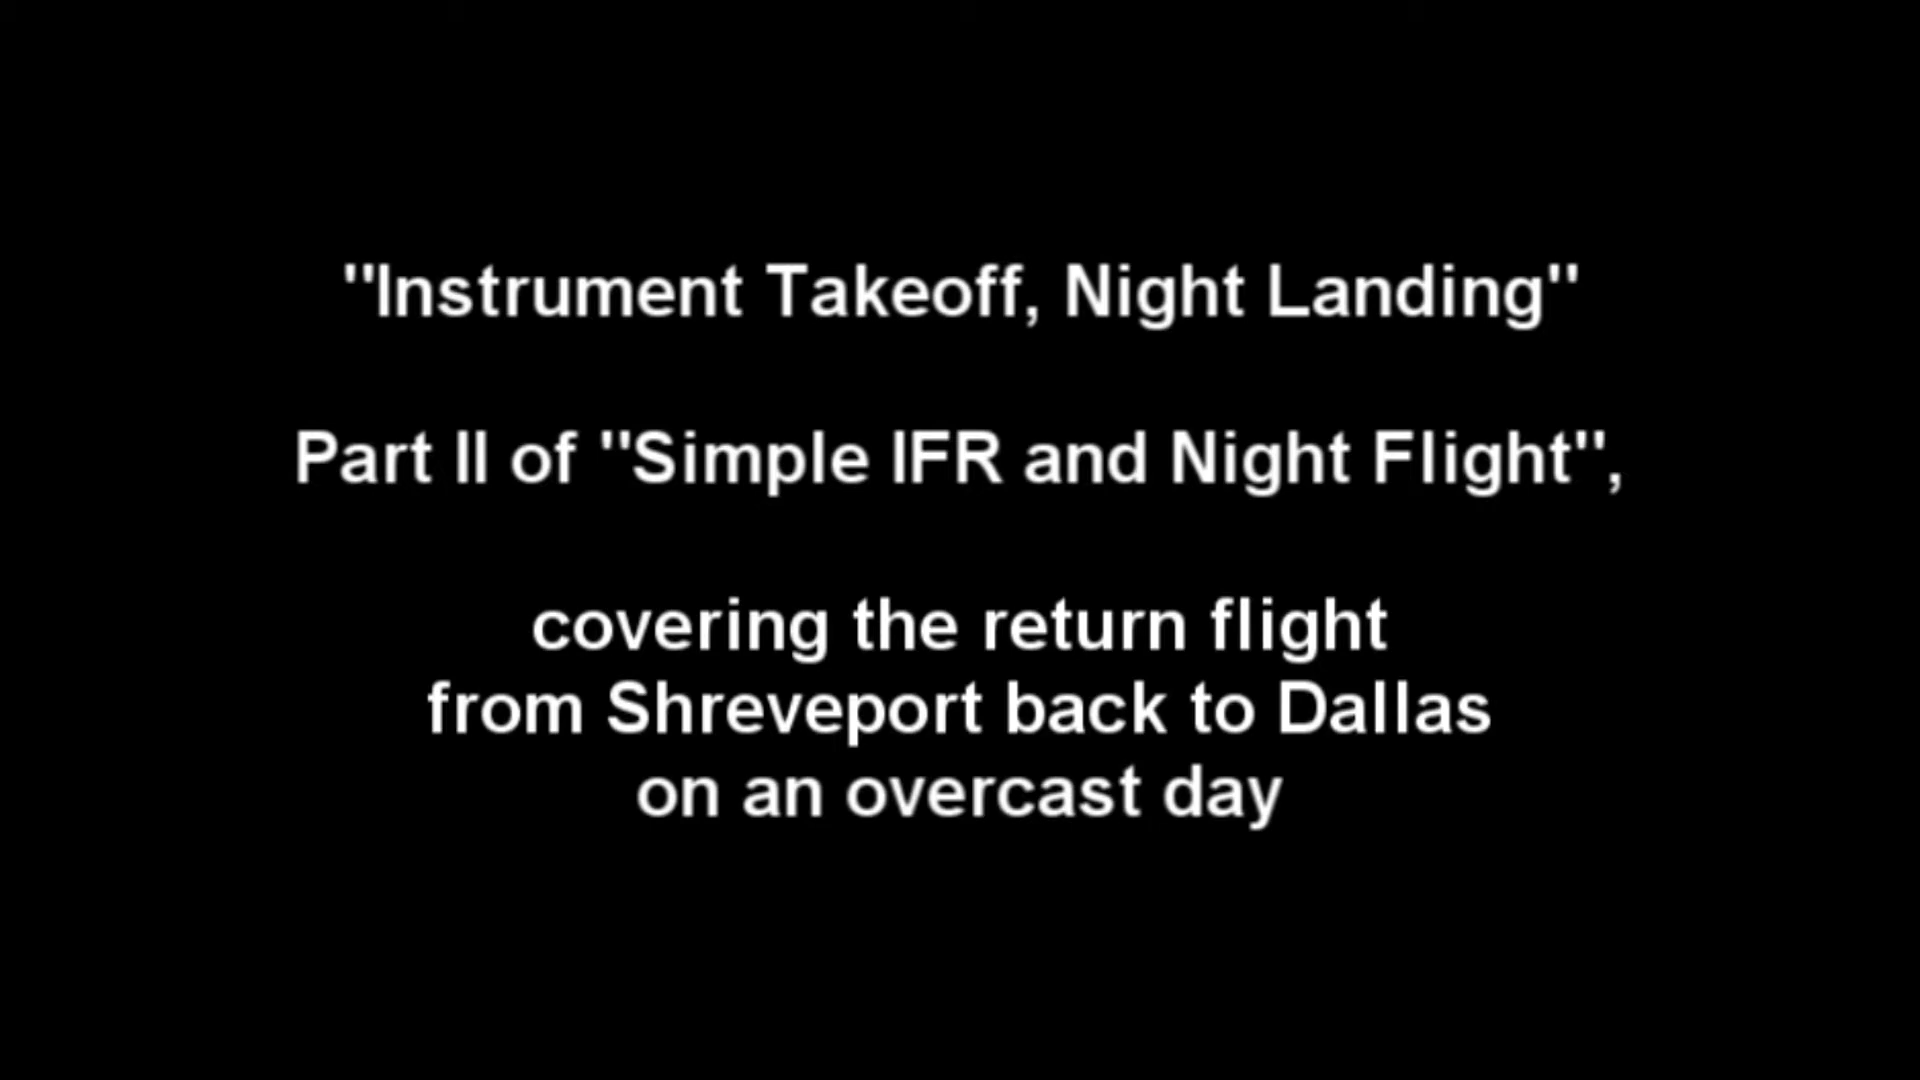 "Instrument Takeoff, Night Landing"
Part II of "Simple IFR and Night Flight",
covering the return flight
from Shreveport back to Dallas
on an overcast day